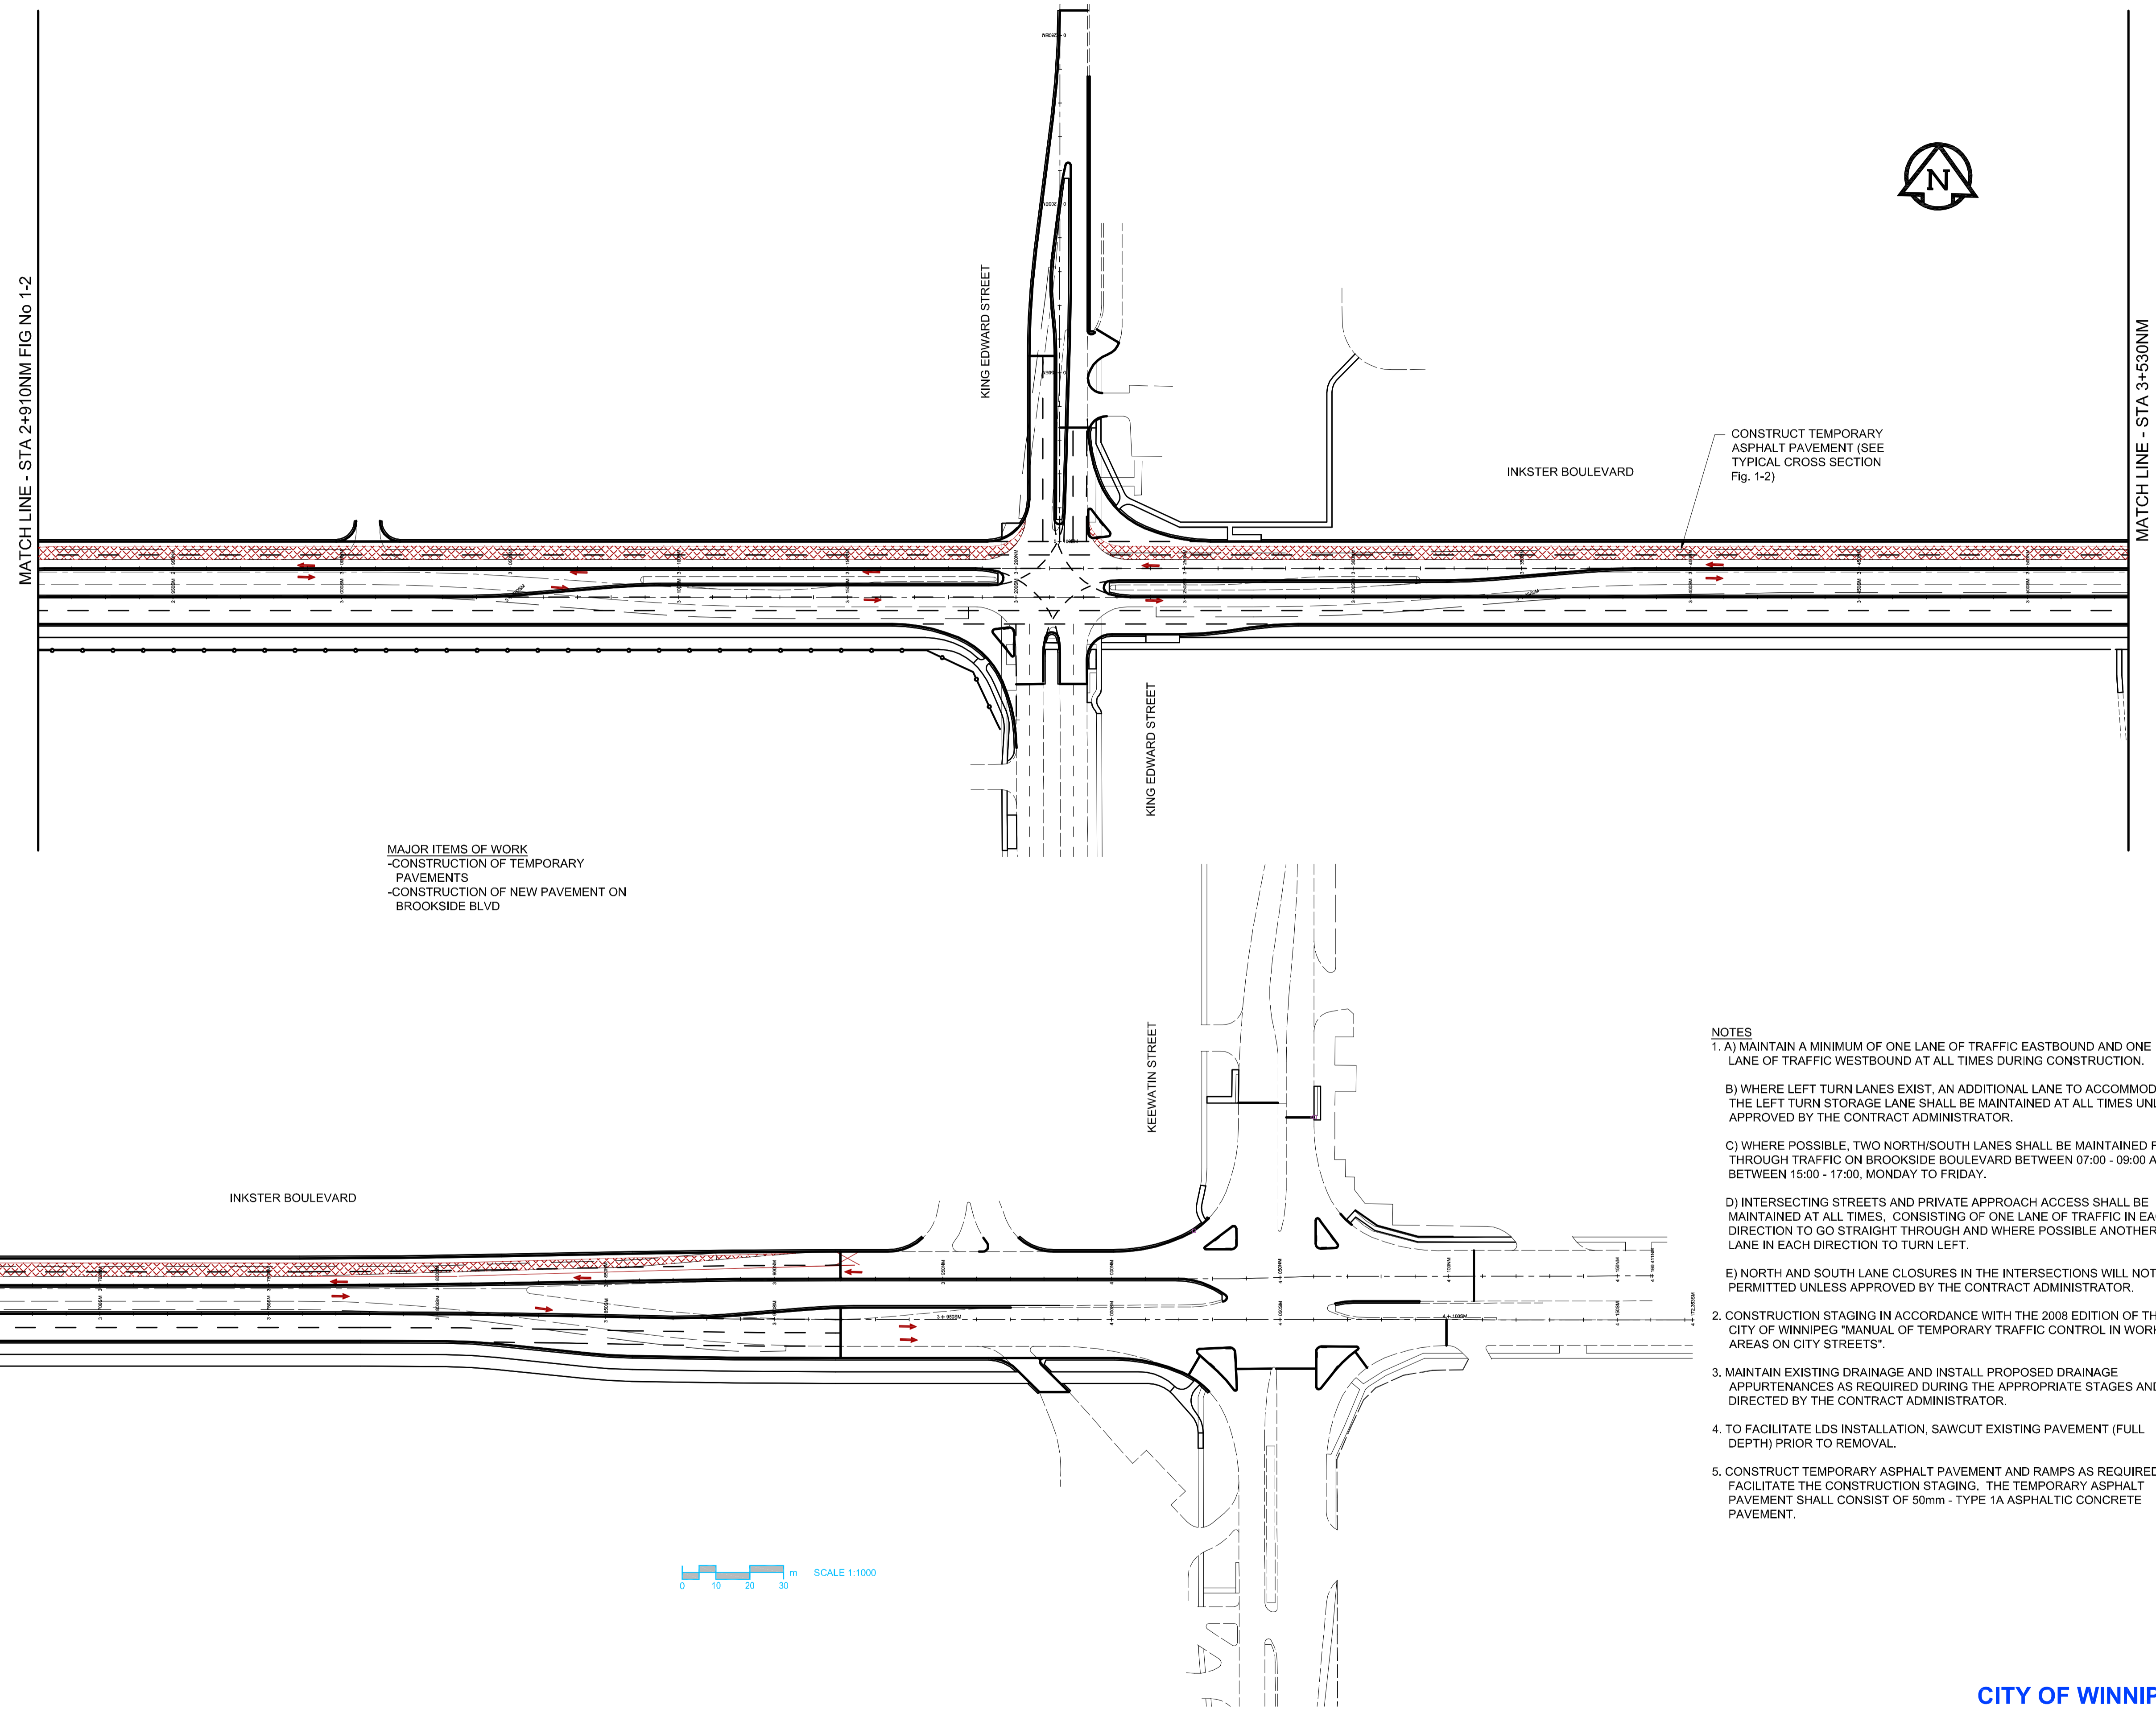 MATCH LINE - STA 2+910NM FIG No 1-2
KING EDWARD STREET
N
INKSTER BOULEVARD
CONSTRUCT TEMPORARY
ASPHALT PAVEMENT (SEE
TYPICAL CROSS SECTION
Fig. 1-2)
MATCH LINE - STA 3+530NM
KING EDWARD STREET
MAJOR ITEMS OF WORK
-CONSTRUCTION OF TEMPORARY
PAVEMENTS
-CONSTRUCTION OF NEW PAVEMENT ON
BROOKSIDE BLVD
KEEWATIN STREET
INKSTER BOULEVARD
NOTES
1. A) MAINTAIN A MINIMUM OF ONE LANE OF TRAFFIC EASTBOUND AND ONE
LANE OF TRAFFIC WESTBOUND AT ALL TIMES DURING CONSTRUCTION.
B) WHERE LEFT TURN LANES EXIST, AN ADDITIONAL LANE TO ACCOMMOD
THE LEFT TURN STORAGE LANE SHALL BE MAINTAINED AT ALL TIMES UNL
APPROVED BY THE CONTRACT ADMINISTRATOR.
C) WHERE POSSIBLE, TWO NORTH/SOUTH LANES SHALL BE MAINTAINED F
THROUGH TRAFFIC ON BROOKSIDE BOULEVARD BETWEEN 07:00 - 09:00 A
BETWEEN 15:00 - 17:00, MONDAY TO FRIDAY.
D) INTERSECTING STREETS AND PRIVATE APPROACH ACCESS SHALL BE
MAINTAINED AT ALL TIMES, CONSISTING OF ONE LANE OF TRAFFIC IN EA
DIRECTION TO GO STRAIGHT THROUGH AND WHERE POSSIBLE ANOTHER
LANE IN EACH DIRECTION TO TURN LEFT.
E) NORTH AND SOUTH LANE CLOSURES IN THE INTERSECTIONS WILL NOT
PERMITTED UNLESS APPROVED BY THE CONTRACT ADMINISTRATOR.
2. CONSTRUCTION STAGING IN ACCORDANCE WITH THE 2008 EDITION OF TH
CITY OF WINNIPEG "MANUAL OF TEMPORARY TRAFFIC CONTROL IN WOR
AREAS ON CITY STREETS".
3. MAINTAIN EXISTING DRAINAGE AND INSTALL PROPOSED DRAINAGE
APPURTENANCES AS REQUIRED DURING THE APPROPRIATE STAGES AND
DIRECTED BY THE CONTRACT ADMINISTRATOR.
4. TO FACILITATE LDS INSTALLATION, SAWCUT EXISTING PAVEMENT (FULL
DEPTH) PRIOR TO REMOVAL.
5. CONSTRUCT TEMPORARY ASPHALT PAVEMENT AND RAMPS AS REQUIRED
FACILITATE THE CONSTRUCTION STAGING. THE TEMPORARY ASPHALT
PAVEMENT SHALL CONSIST OF 50mm - TYPE 1A ASPHALTIC CONCRETE
PAVEMENT.
0 10 20 30 m SCALE 1:1000
CITY OF WINNIP